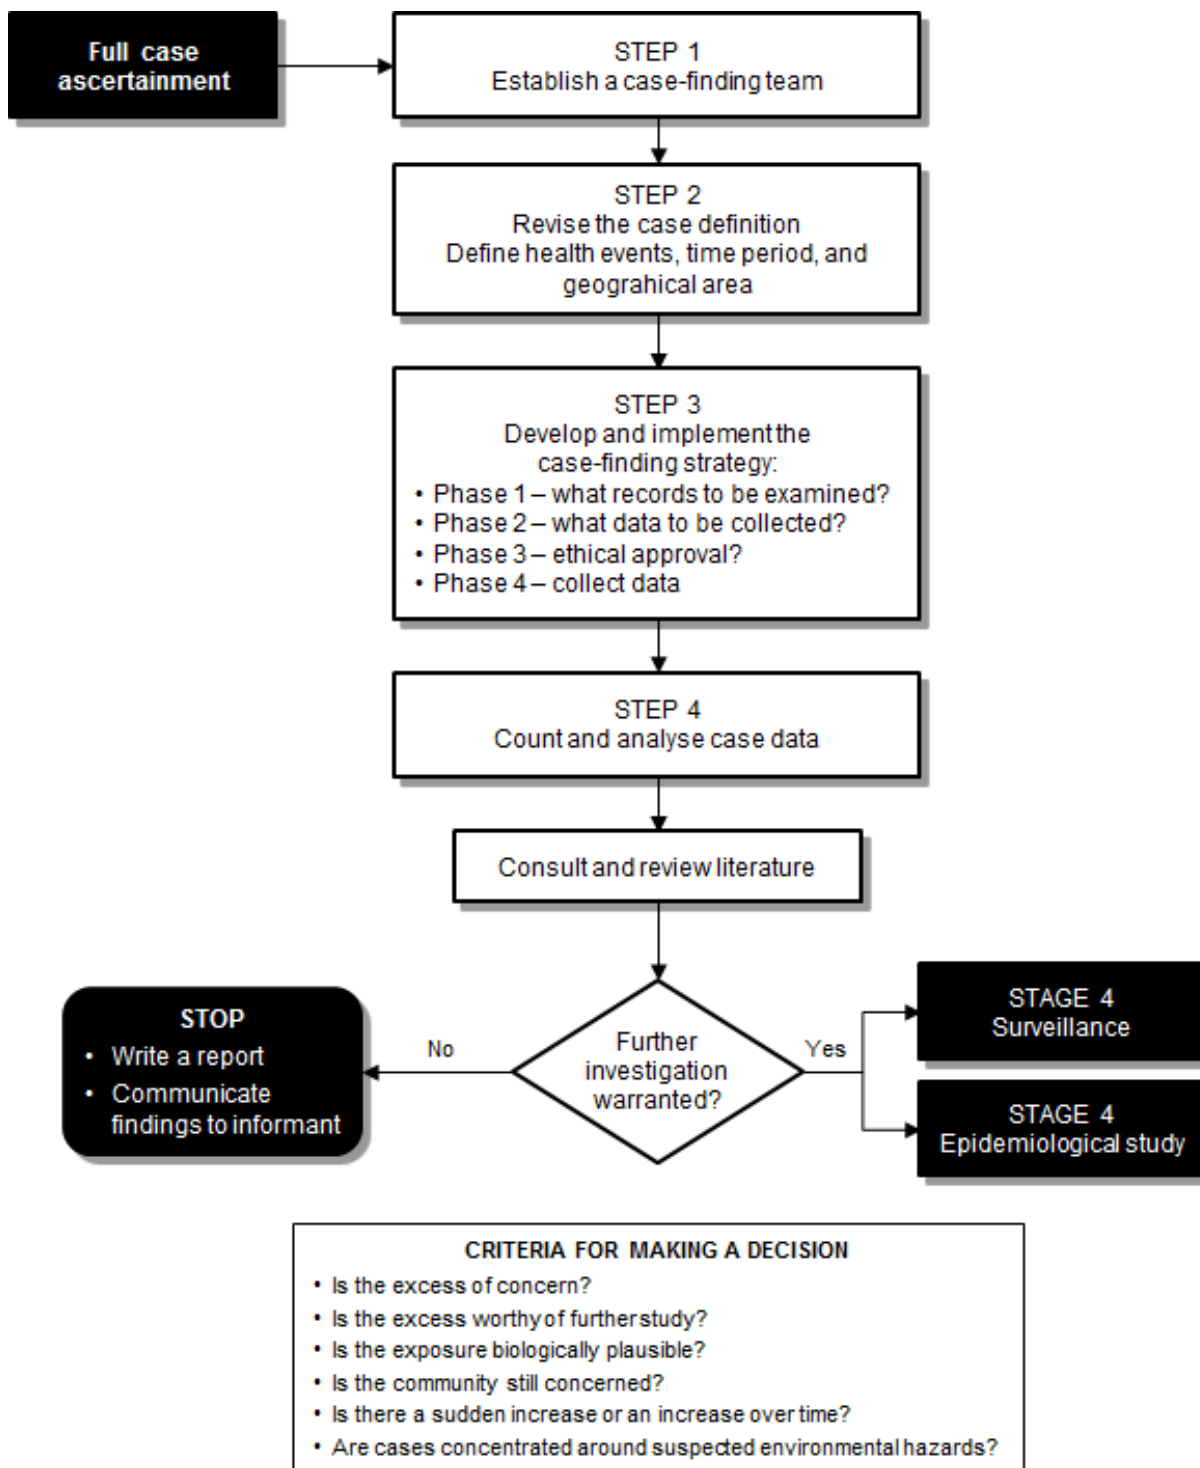 Full case
ascertainment
STEP 1
Establish a case-finding team
STEP 2
Revise the case definition
Define health events, time period, and
geograhical area
STEP 3
Develop and implement the
case-finding strategy:
• Phase 1 – what records to be examined?
• Phase 2 – what data to be collected?
• Phase 3 – ethical approval?
• Phase 4 – collect data
STEP 4
Count and analyse case data
Consult and review literature
Further
investigation
warranted?
No
Yes
STOP
• Write a report
• Communicate
findings to informant
STAGE 4
Surveillance
STAGE 4
Epidemiological study
CRITERIA FOR MAKING A DECISION
• Is the excess of concern?
• Is the excess worthy of further study?
• Is the exposure biologically plausible?
• Is the community still concerned?
• Is there a sudden increase or an increase over time?
• Are cases concentrated around suspected environmental hazards?